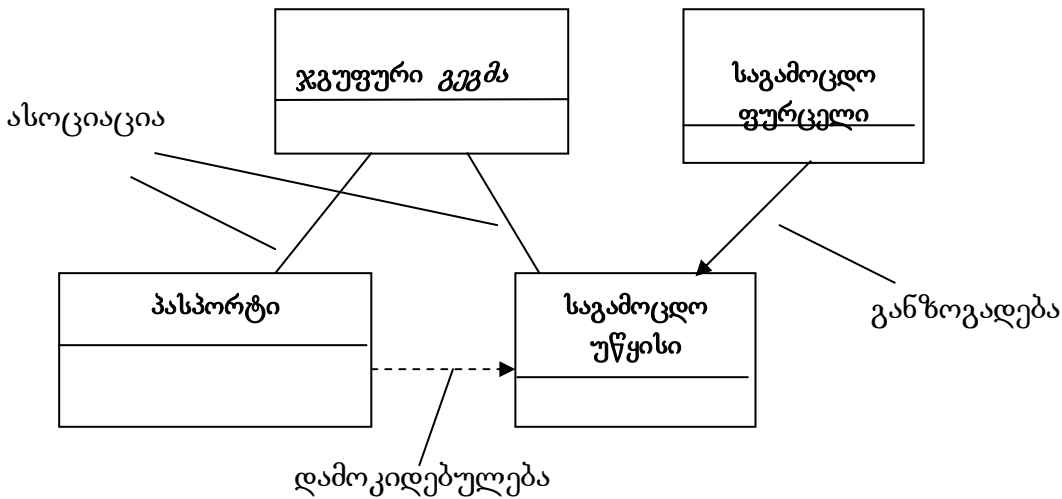 ჯგუფური გეგმა
საგამოცდო
ფურცელი
ასოციაცია
პასპორტი
საგამოცდო
უწყისი
განზოგადება
დამოკიდებულება